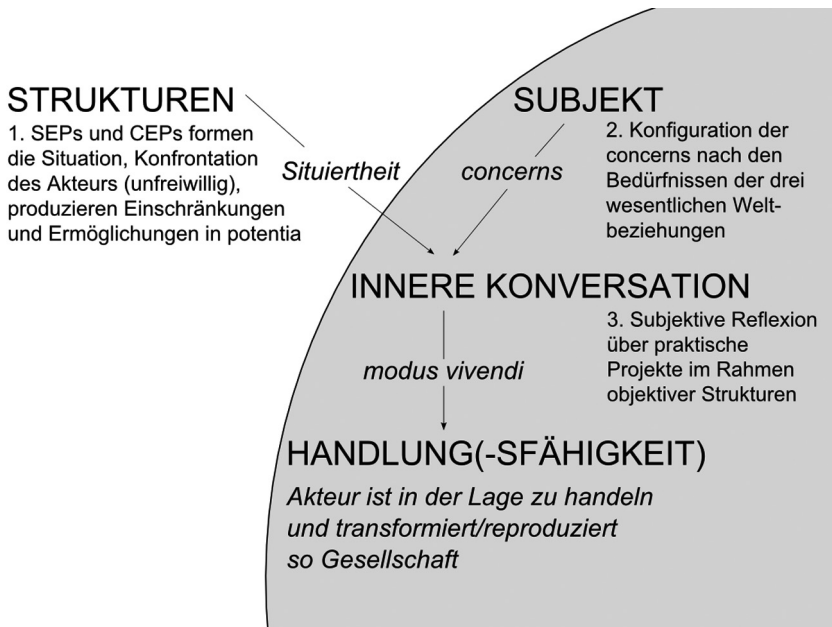 STRUKTUREN
1. SEPs und CEPs formen
die Situation, Konfrontation
des Akteurs (unfreiwillig),
produzieren Einschränkungen
und Ermöglichungen in potentia
Situiertheit
SUBJEKT
2. Konfiguration der
concerns nach den
Bedürfnissen der drei
wesentlichen Welt-
beziehungen
concerns
INNERE KONVERSATION
3. Subjektive Reflexion
über praktische
Projekte im Rahmen
objektiver Strukturen
modus vivendi
HANDLUNG(-SFÄHIGKEIT)
Akteur ist in der Lage zu handeln
und transformiert/reproduziert
so Gesellschaft